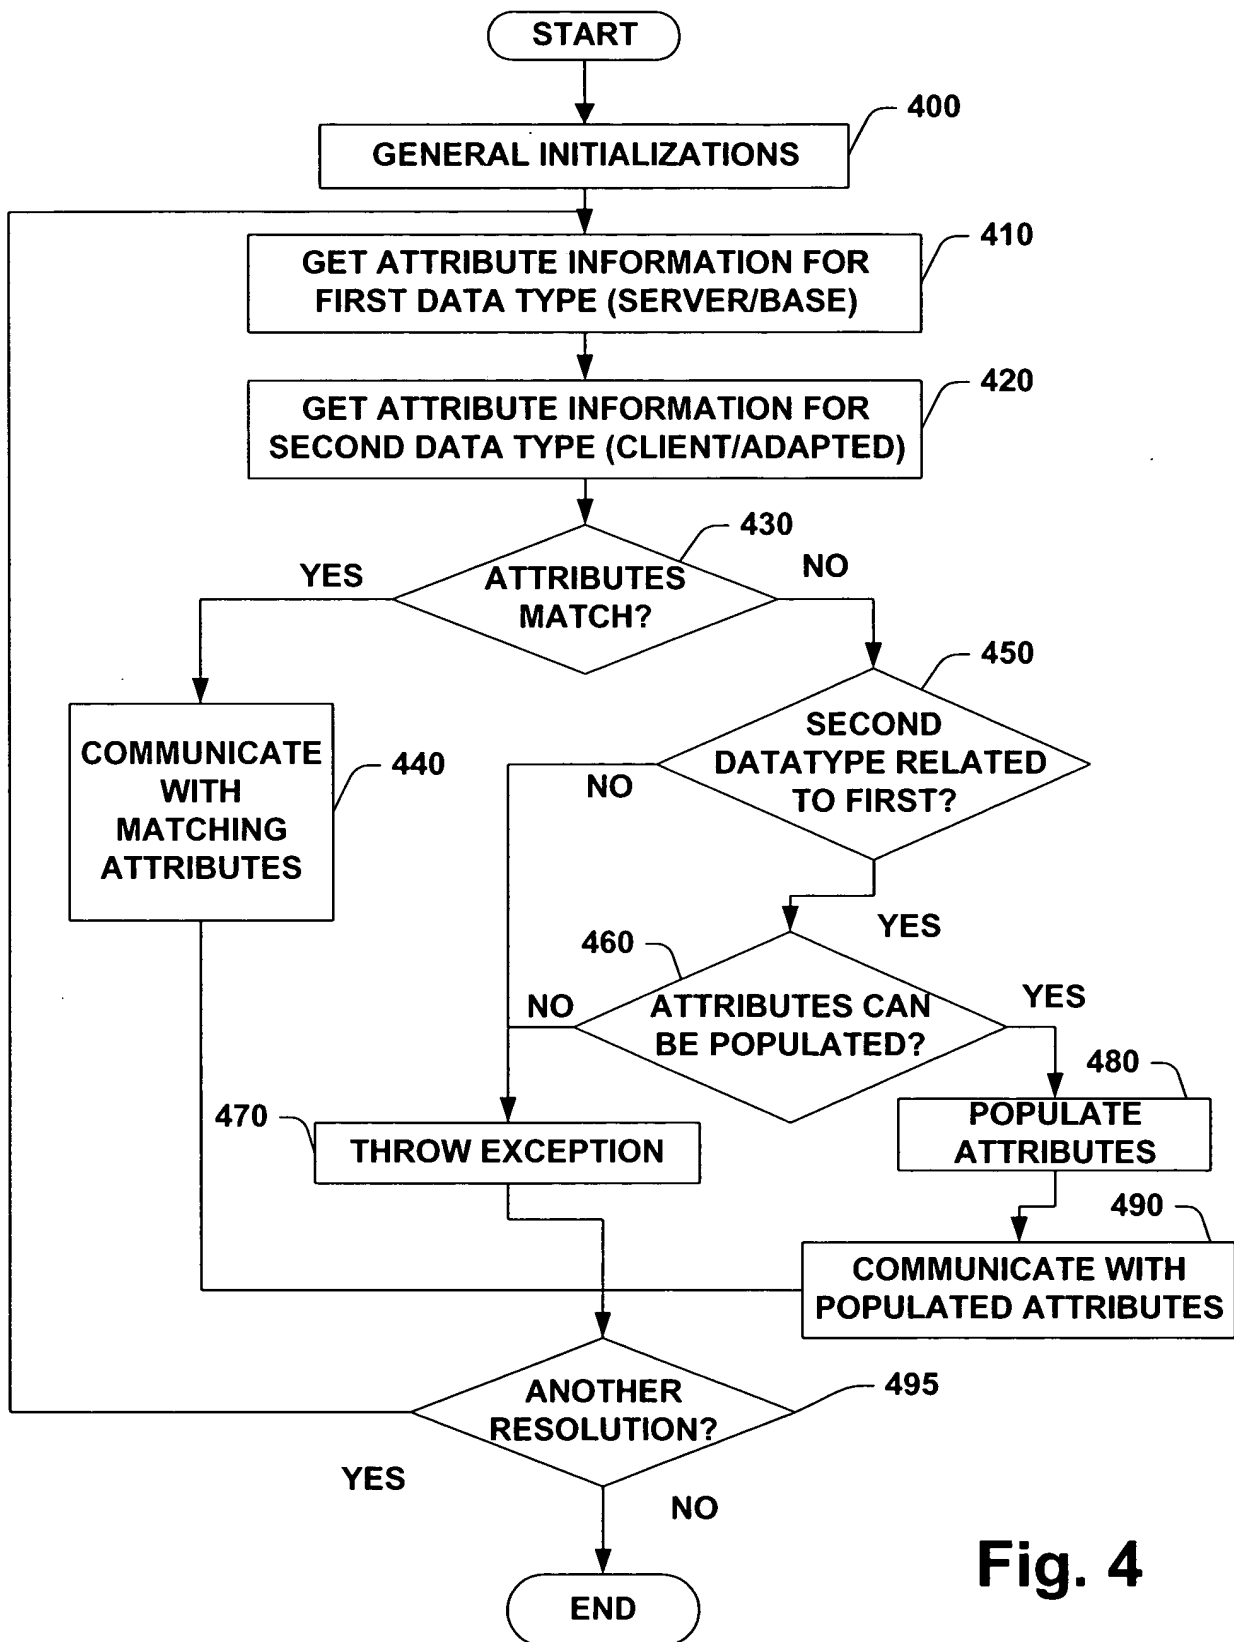 START
400
GENERAL INITIALIZATIONS
410
GET ATTRIBUTE INFORMATION FOR
FIRST DATA TYPE (SERVER/BASE)
420
GET ATTRIBUTE INFORMATION FOR
SECOND DATA TYPE (CLIENT/ADAPTED)
430
YES
NO
ATTRIBUTES
MATCH?
450
SECOND
DATATYPE RELATED
TO FIRST?
COMMUNICATE
WITH
MATCHING
ATTRIBUTES
440
NO
YES
460
ATTRIBUTES CAN
BE POPULATED?
NO
YES
480
POPULATE
ATTRIBUTES
470
THROW EXCEPTION
490
COMMUNICATE WITH
POPULATED ATTRIBUTES
495
ANOTHER
RESOLUTION?
YES
NO
END
Fig. 4